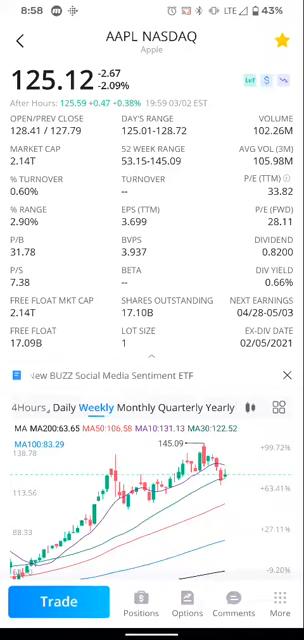 8:58 LTE 43%
AAPL NASDAQ
Apple
125.12 -2.67
-2.09%
After Hours: 125.59 +0.47 +0.38% 19:59 03/02 EST
OPEN/PREV CLOSE DAY'S RANGE VOLUME
128.41 / 127.79 125.01-128.72 102.26M
MARKET CAP 52 WEEK RANGE AVG VOL (3M)
2.14T 53.15-145.09 105.98M
% TURNOVER TURNOVER P/E (TTM)
0.60% -- 33.82
% RANGE EPS (TTM) P/E (FWD)
2.90% 3.699 28.11
P/B BVPS DIVIDEND
31.78 3.937 0.8200
P/S BETA DIV YIELD
7.38 -- 0.66%
FREE FLOAT MKT CAP SHARES OUTSTANDING NEXT EARNINGS
2.14T 17.10B 04/28-05/03
FREE FLOAT LOT SIZE EX-DIV DATE
17.09B 1 02/05/2021
New BUZZ Social Media Sentiment ETF
4Hours Daily Weekly Monthly Quarterly Yearly
MA MA200:63.65 MA50:106.58 MA10:131.13 MA30:122.52
MA100:83.29
145.09
138.78 +99.72%
113.56 +63.41%
88.33 +27.11%
-9.20%
Trade Positions Options Comments More